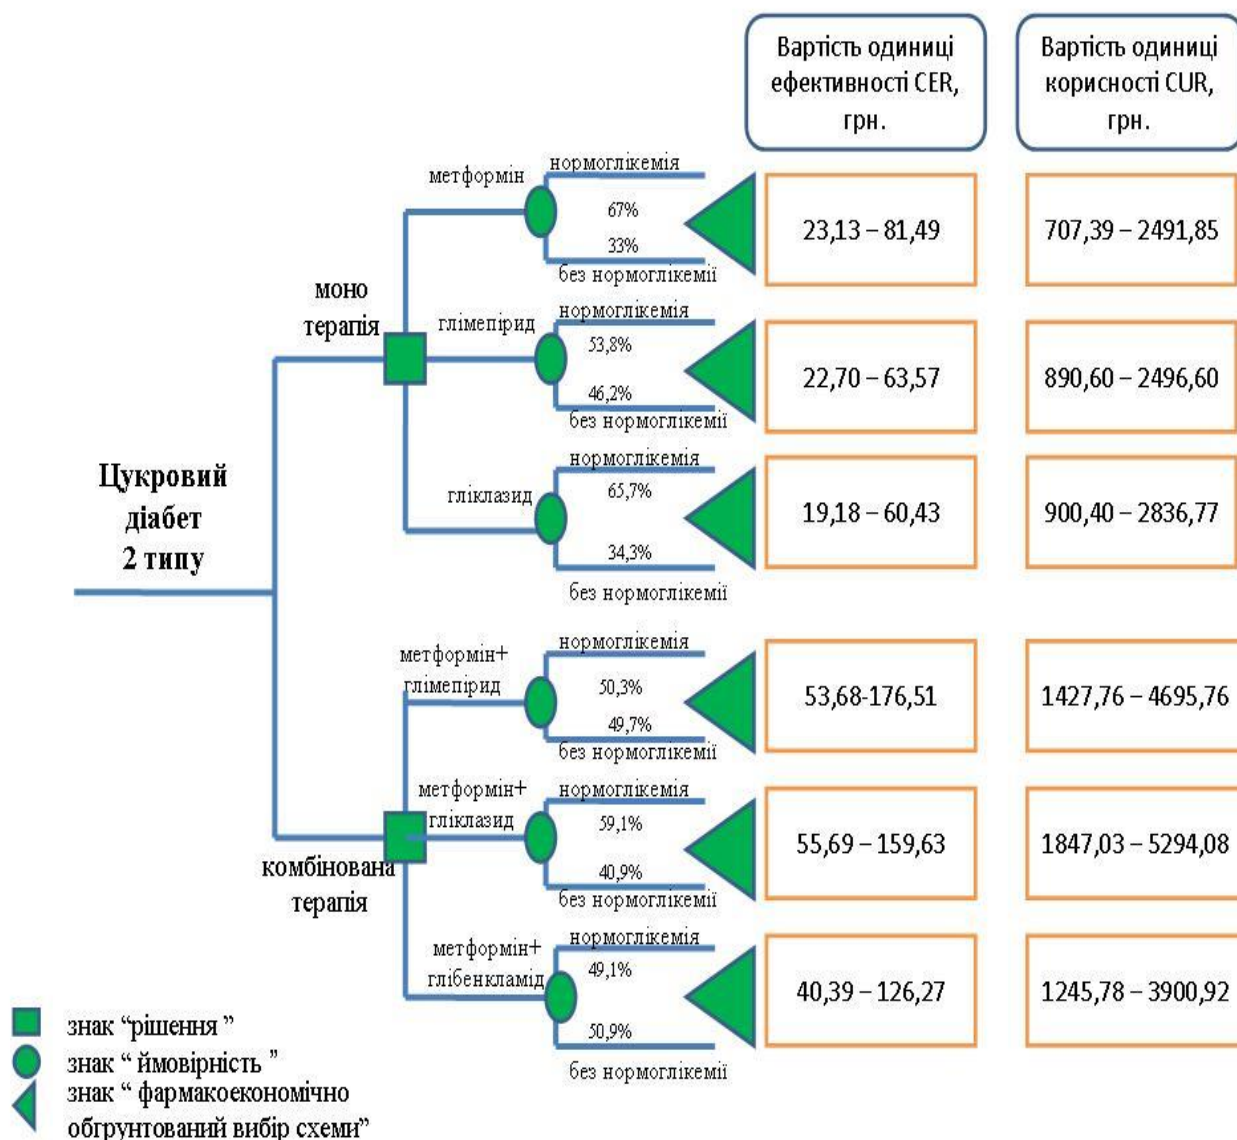 Вартість одиниці
ефективності CER,
грн.
Вартість одиниці
корисності CUR,
грн.
Цукровий
діабет
2 типу
моно
терапія
метформін
нормоглікемія
67%
33%
без нормоглікемії
23,13 – 81,49
707,39 – 2491,85
глімепірид
нормоглікемія
53,8%
46,2%
без нормоглікемії
22,70 – 63,57
890,60 – 2496,60
гліклазид
нормоглікемія
65,7%
34,3%
без нормоглікемії
19,18 – 60,43
900,40 – 2836,77
комбінована
терапія
метформін+
глімепірид
нормоглікемія
50,3%
49,7%
без нормоглікемії
53,68-176,51
1427,76 – 4695,76
метформін+
гліклазид
нормоглікемія
59,1%
40,9%
без нормоглікемії
55,69 – 159,63
1847,03 – 5294,08
метформін+
глібенкламід
нормоглікемія
49,1%
50,9%
без нормоглікемії
40,39 – 126,27
1245,78 – 3900,92
знак “рішення ”
знак “ ймовірність ”
знак “ фармакоекономічно
обгрунтований вибір схеми”